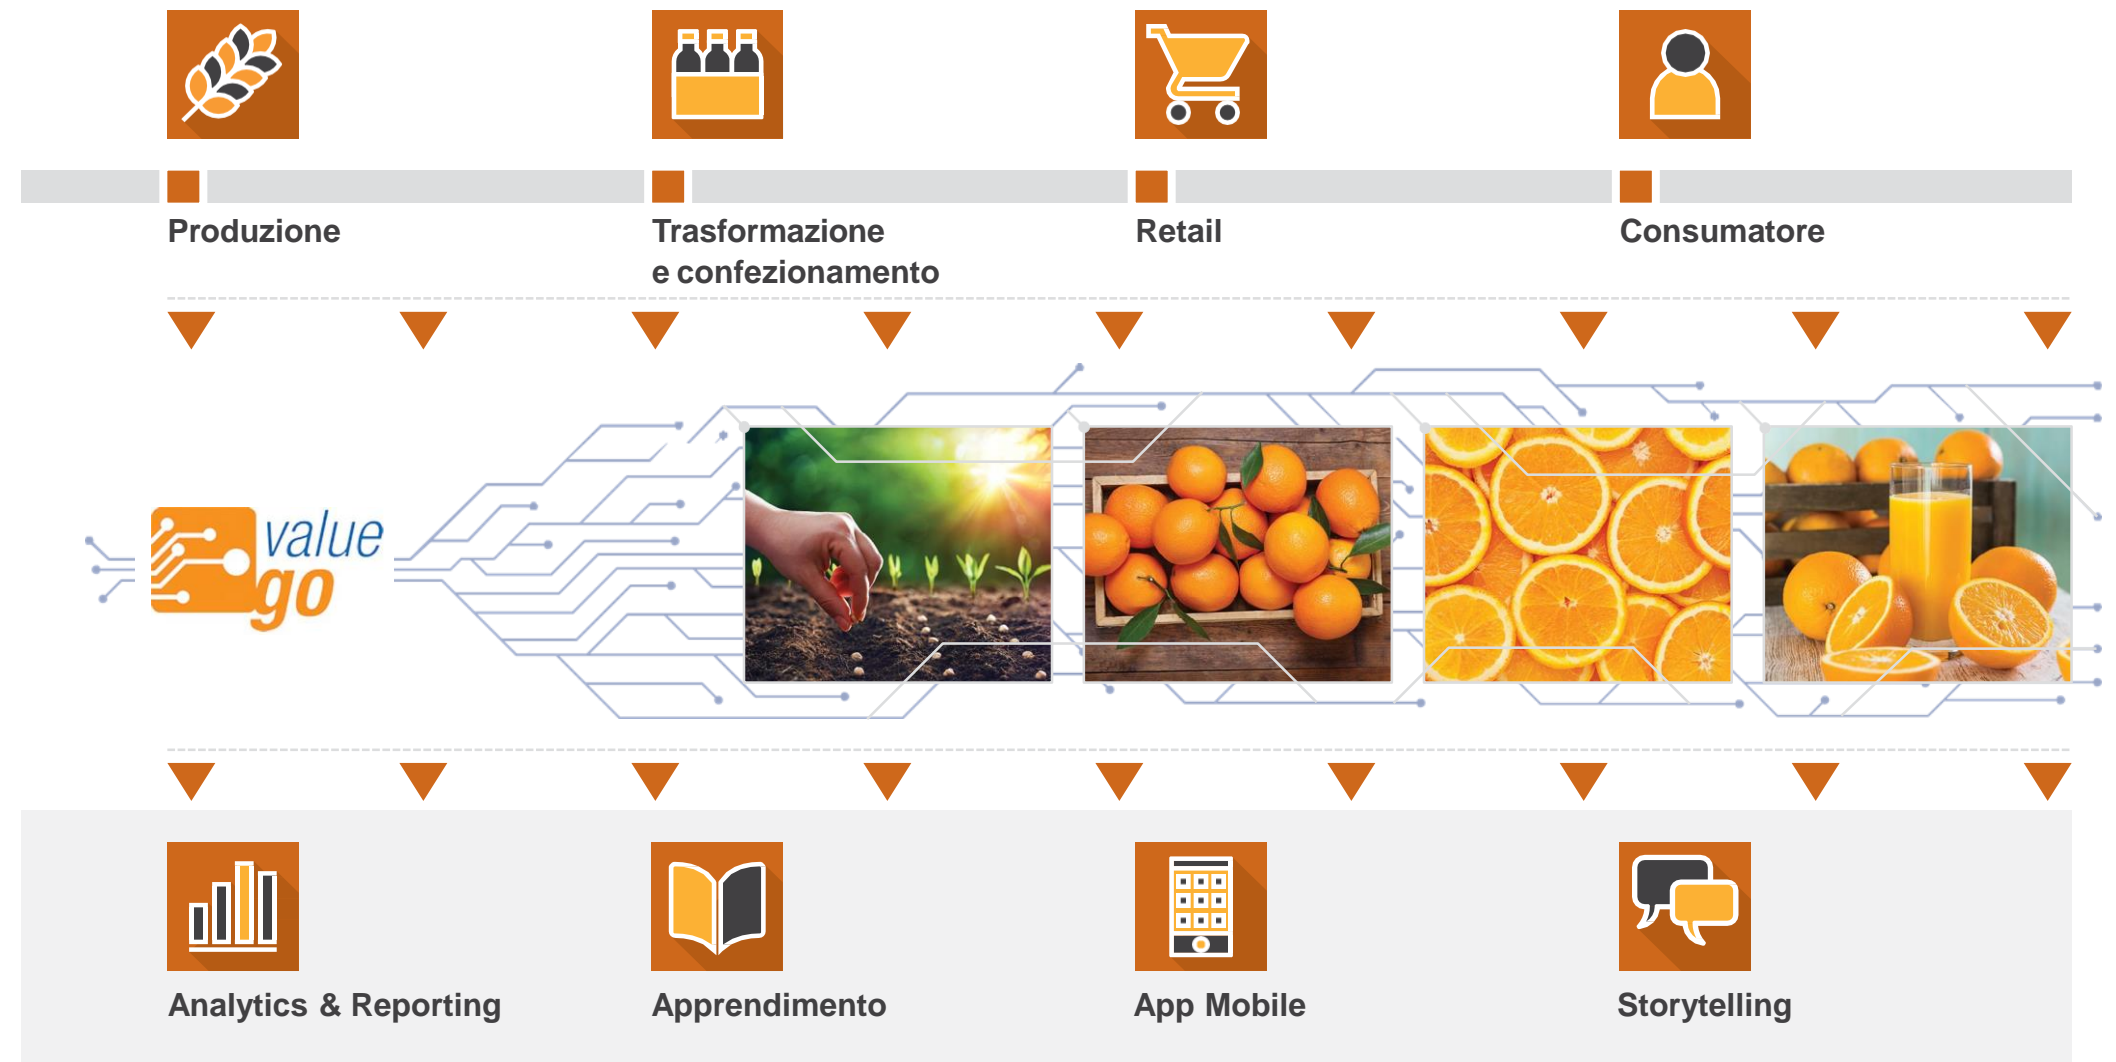 Produzione
Trasformazione
e confezionamento
Retail
Consumatore
value
go
Analytics & Reporting
Apprendimento
App Mobile
Storytelling